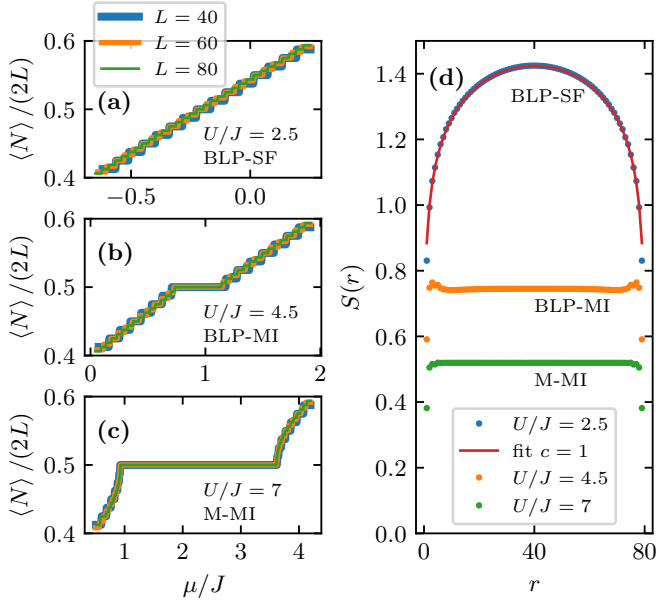 L = 40
L = 60
L = 80
0.6
0.5
0.4
⟨N⟩/(2L)
(a)
U/J = 2.5
BLP-SF
−0.5
0.0
0.6
0.5
0.4
⟨N⟩/(2L)
(b)
U/J = 4.5
BLP-MI
0
1
2
0.6
0.5
0.4
⟨N⟩/(2L)
(c)
U/J = 7
M-MI
1
2
3
4
μ/J
(d)
BLP-SF
BLP-MI
M-MI
S(r)
1.4
1.2
1.0
0.8
0.6
0.4
0.2
0.0
U/J = 2.5
fit c = 1
U/J = 4.5
U/J = 7
0
40
80
r